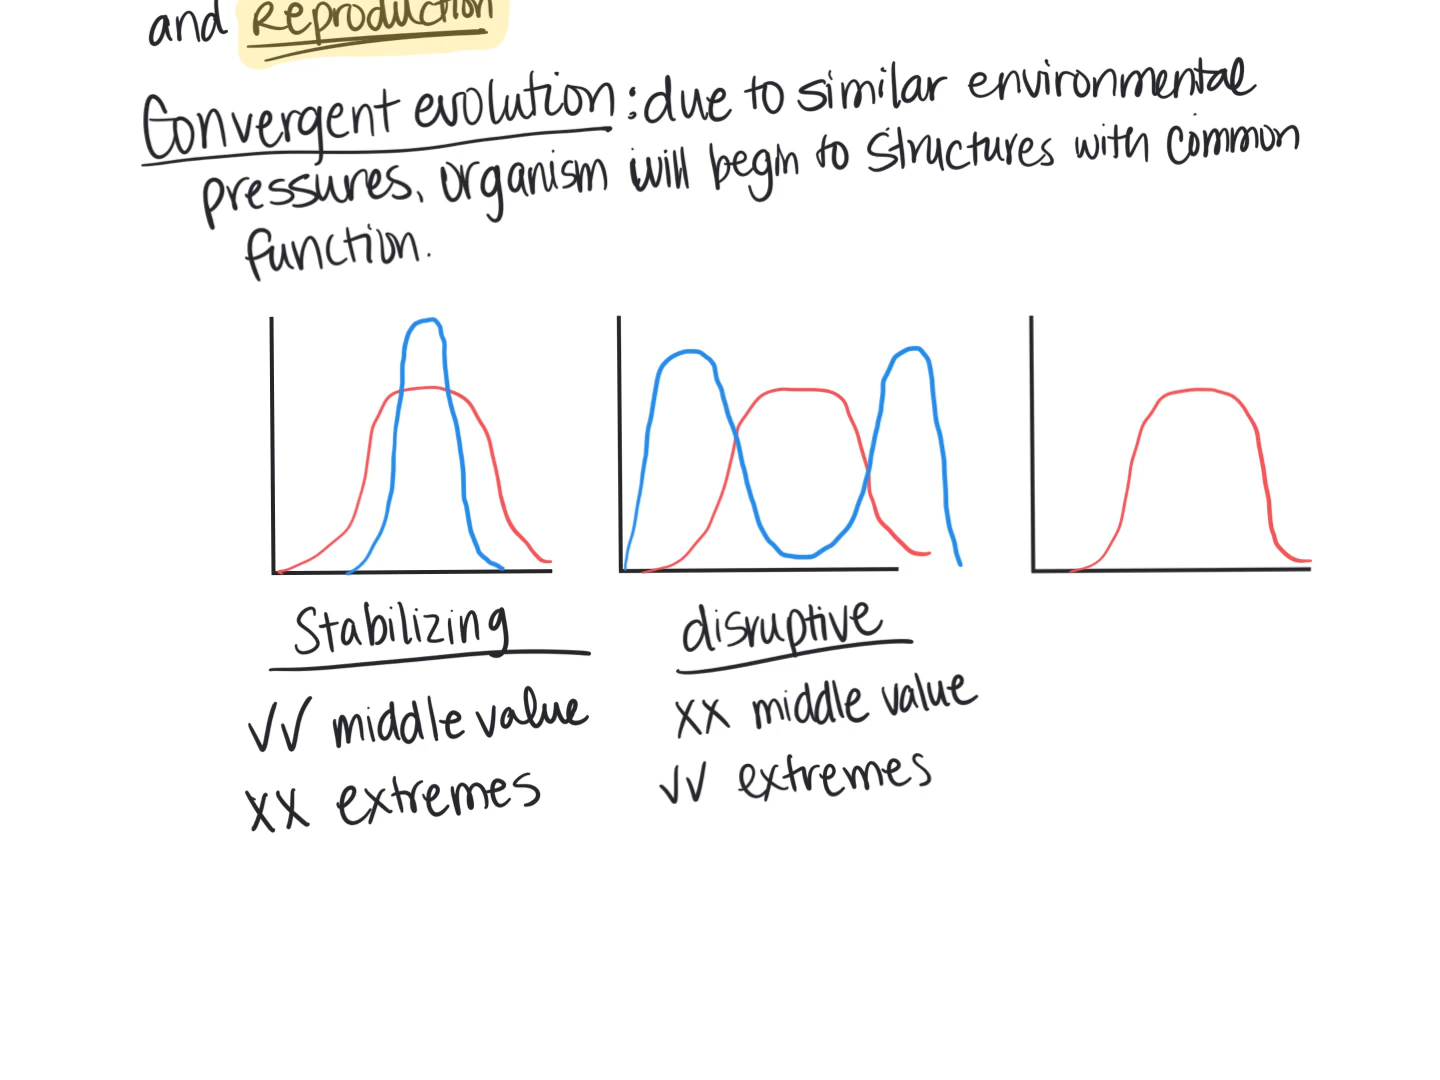 and Reproduction
Convergent evolution: due to similar environmental
pressures, organism will begin to structures with common
function.
Stabilizing
disruptive
√√ middle value
XX middle value
XX extremes
√√ extremes